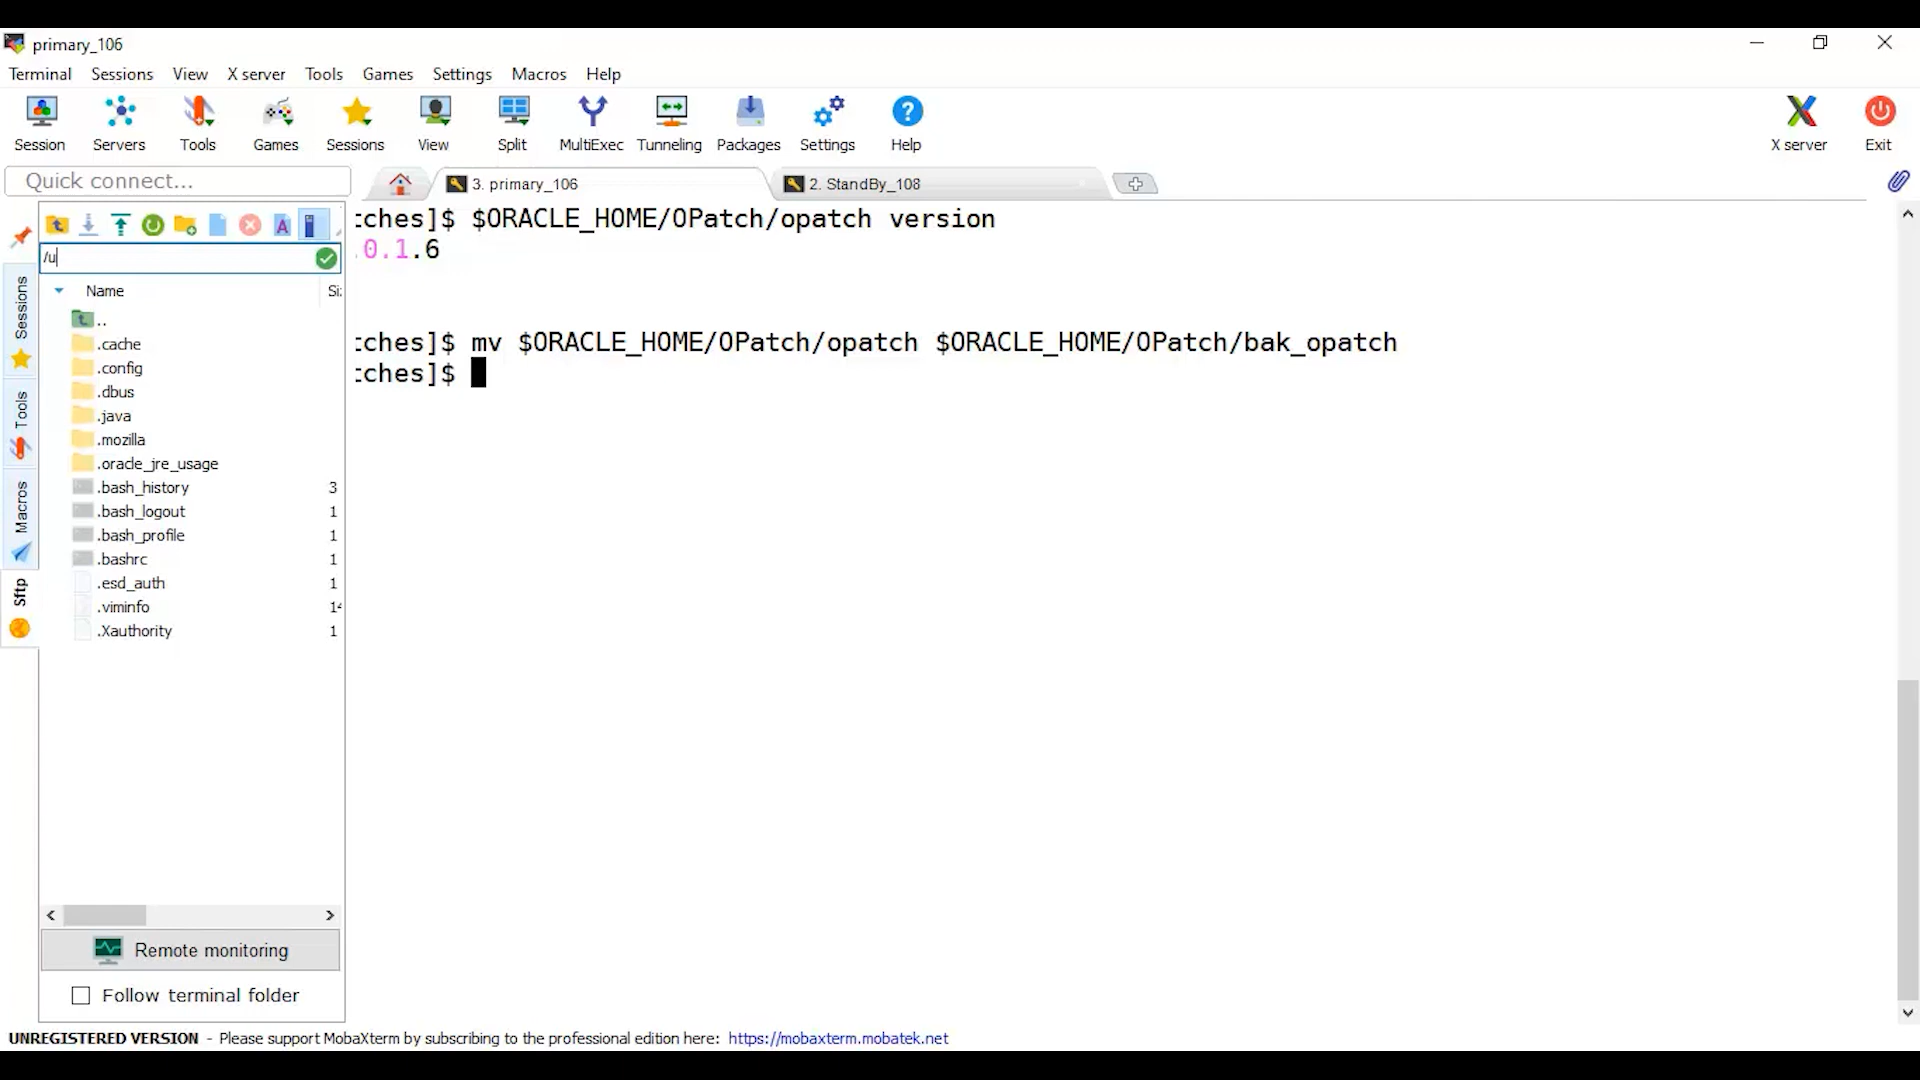 primary_106
Terminal Sessions View X server Tools Games Settings Macros Help
Session Servers Tools Games Sessions View Split MultiExec Tunneling Packages Settings Help X server Exit
Quick connect...
3. primary_106
2. StandBy_108
/u
Name
..
.cache
.config
.dbus
.java
.mozilla
.oracle_jre_usage
.bash_history 3
.bash_logout 1
.bash_profile 1
.bashrc 1
.esd_auth 1
.viminfo
.Xauthority 1
Remote monitoring
Follow terminal folder
Sessions
Tools
Macros
Sftp
tches]$ $ORACLE_HOME/OPatch/opatch version
.0.1.6
tches]$ mv $ORACLE_HOME/OPatch/opatch $ORACLE_HOME/OPatch/bak_opatch
tches]$
UNREGISTERED VERSION - Please support MobaXterm by subscribing to the professional edition here: https://mobaxterm.mobatek.net